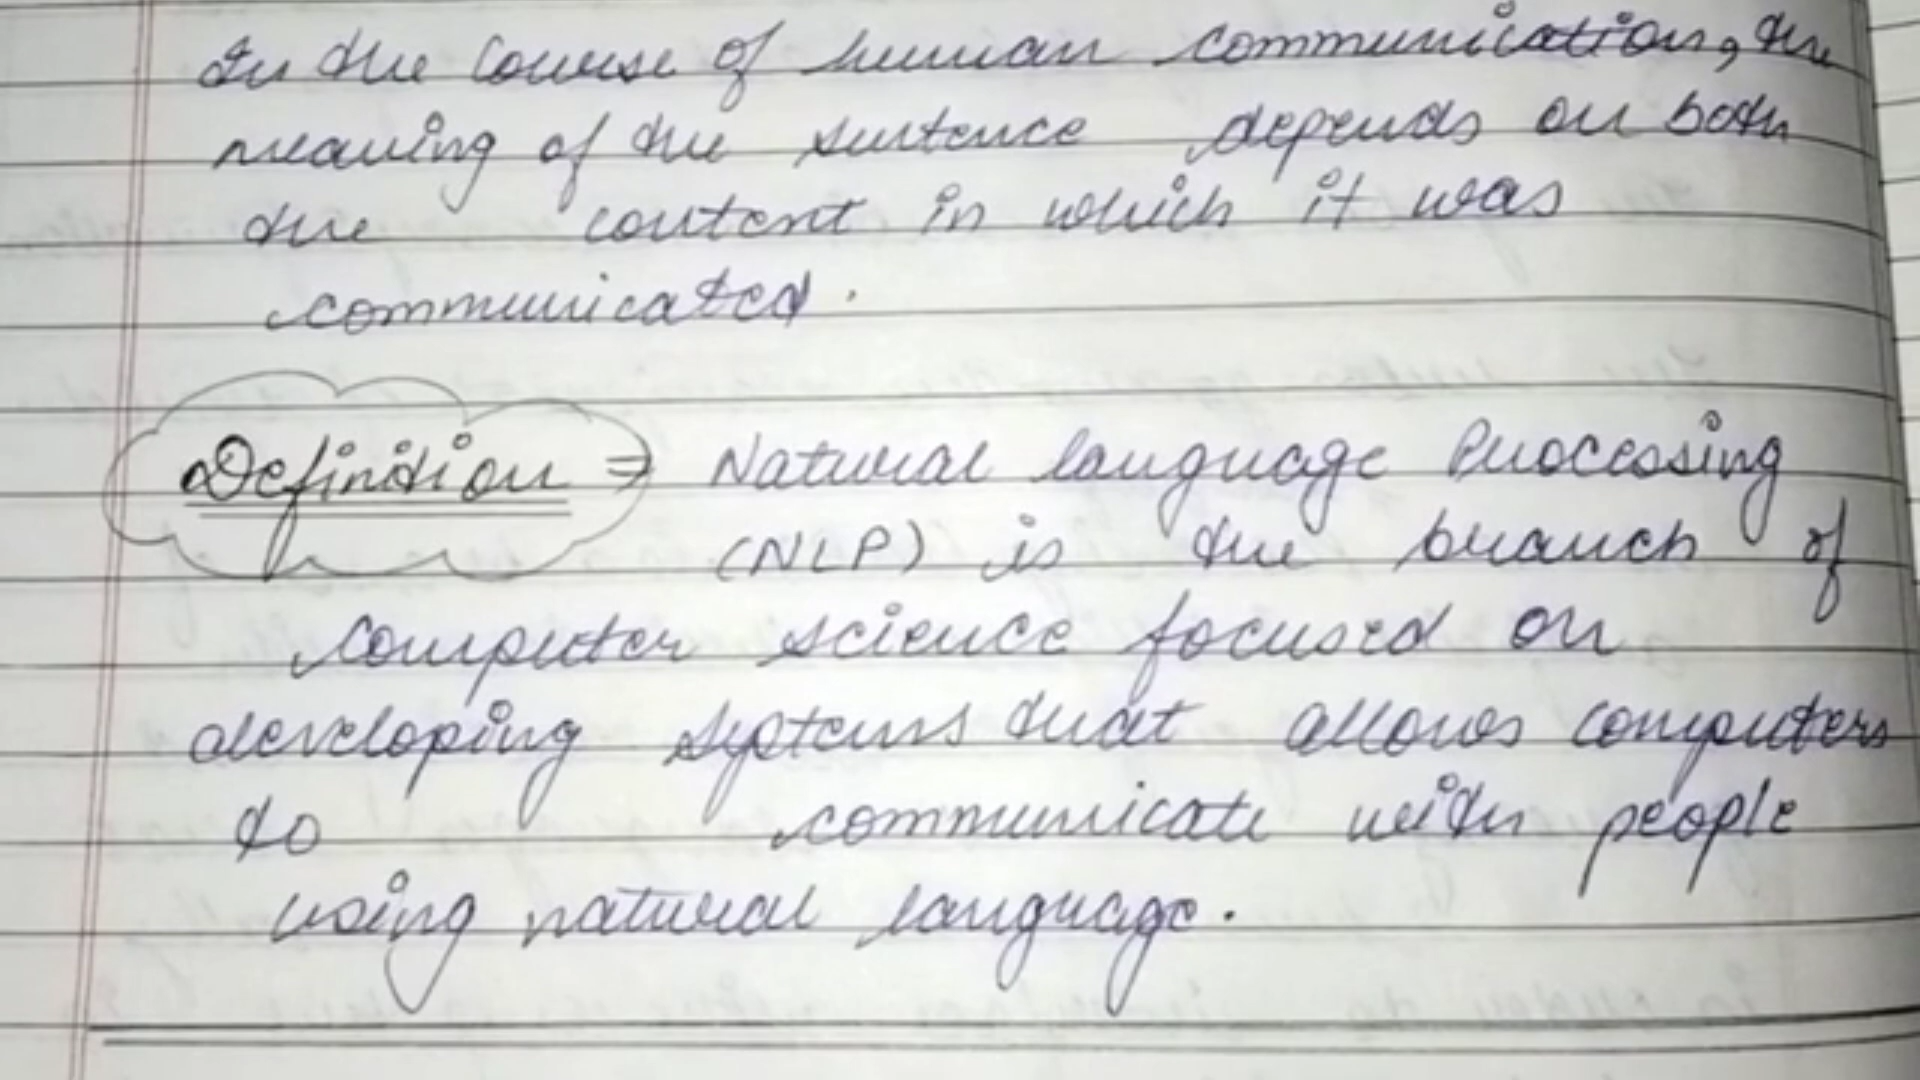 In the course of human communication, the
meaning of the sentence depends on both
the content in which it was
communicated.
Definition ⇒ Natural language Processing
(NLP) is the branch of
computer science focused on
developing systems that allows computers
to communicate with people
using natural language.